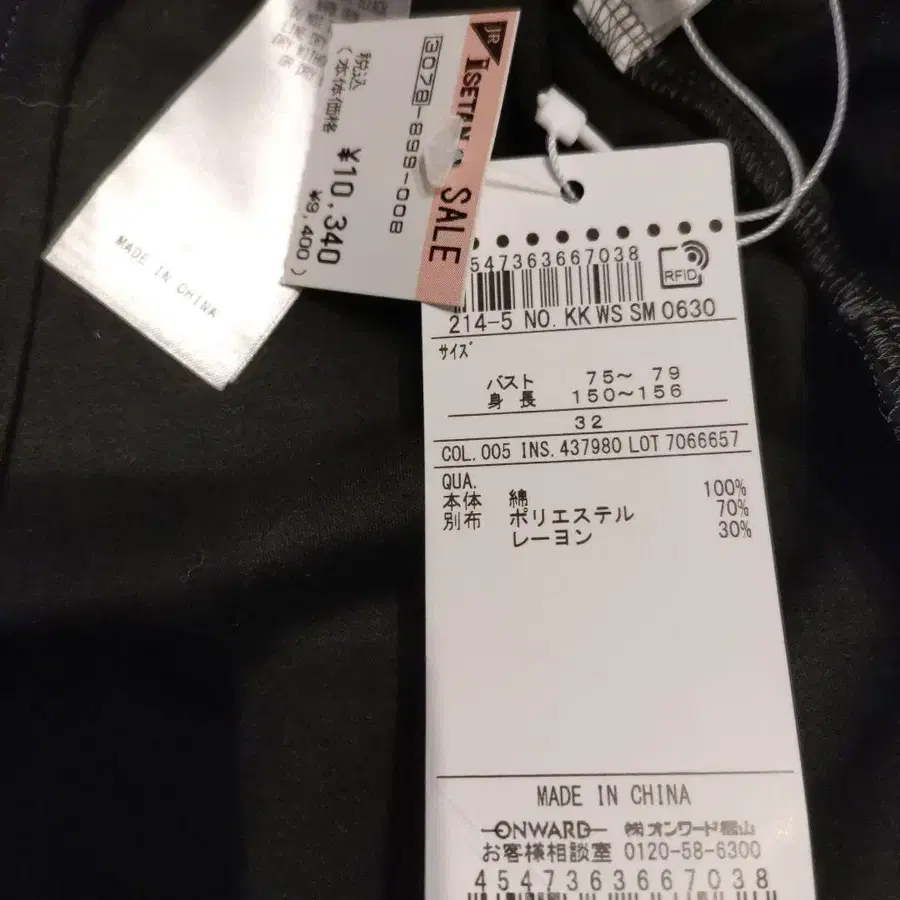 MADE IN CHINA
JR ISETAN SALE
3078-899-008
税込 ¥10,340
(本体価格 ¥9,400)
547363667038
RFID
214-5 NO. KK WS SM 0630
サイズ
バスト 75〜 79
身 長 150〜156
32
COL. 005 INS. 437980 LOT 7066657
QUA.
本体 綿 100%
別布 ポリエステル 70%
レーヨン 30%
MADE IN CHINA
ONWARD ㈱オンワード樫山
お客様相談室 0120-58-6300
4547363667038